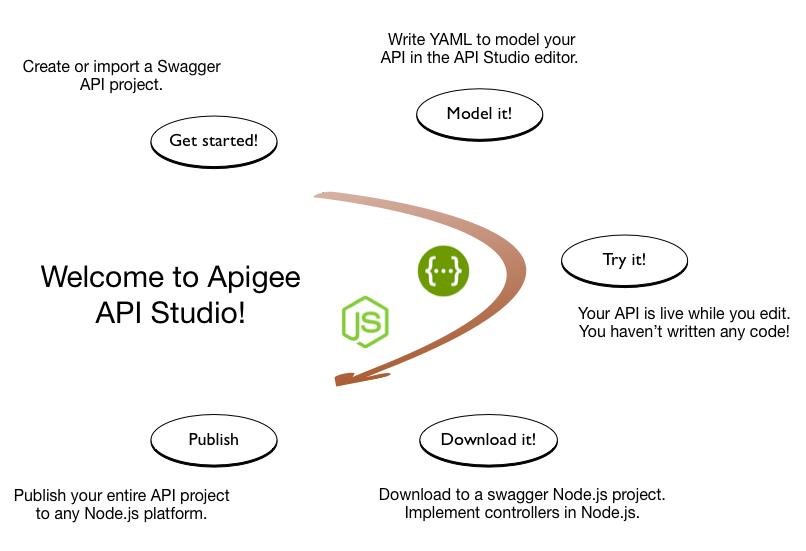 Create or import a Swagger
API project.
Get started!
Write YAML to model your
API in the API Studio editor.
Model it!
Try it!
Your API is live while you edit.
You haven't written any code!
Welcome to Apigee
API Studio!
{···}
JS
Download it!
Download to a swagger Node.js project.
Implement controllers in Node.js.
Publish
Publish your entire API project
to any Node.js platform.